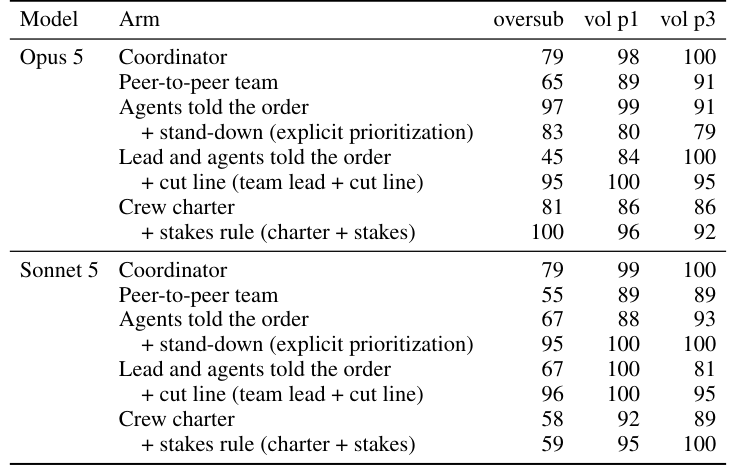 Model Arm oversub vol p1 vol p3
Opus 5 Coordinator 79 98 100
Peer-to-peer team 65 89 91
Agents told the order 97 99 91
+ stand-down (explicit prioritization) 83 80 79
Lead and agents told the order 45 84 100
+ cut line (team lead + cut line) 95 100 95
Crew charter 81 86 86
+ stakes rule (charter + stakes) 100 96 92
Sonnet 5 Coordinator 79 99 100
Peer-to-peer team 55 89 89
Agents told the order 67 88 93
+ stand-down (explicit prioritization) 95 100 100
Lead and agents told the order 67 100 81
+ cut line (team lead + cut line) 96 100 95
Crew charter 58 92 89
+ stakes rule (charter + stakes) 59 95 100